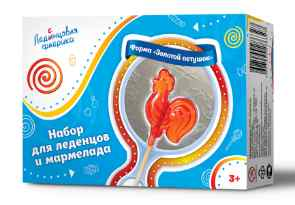 Леденцовая
фабрика
Форма «Золотой петушок»
Набор
для леденцов
и мармелада
3+